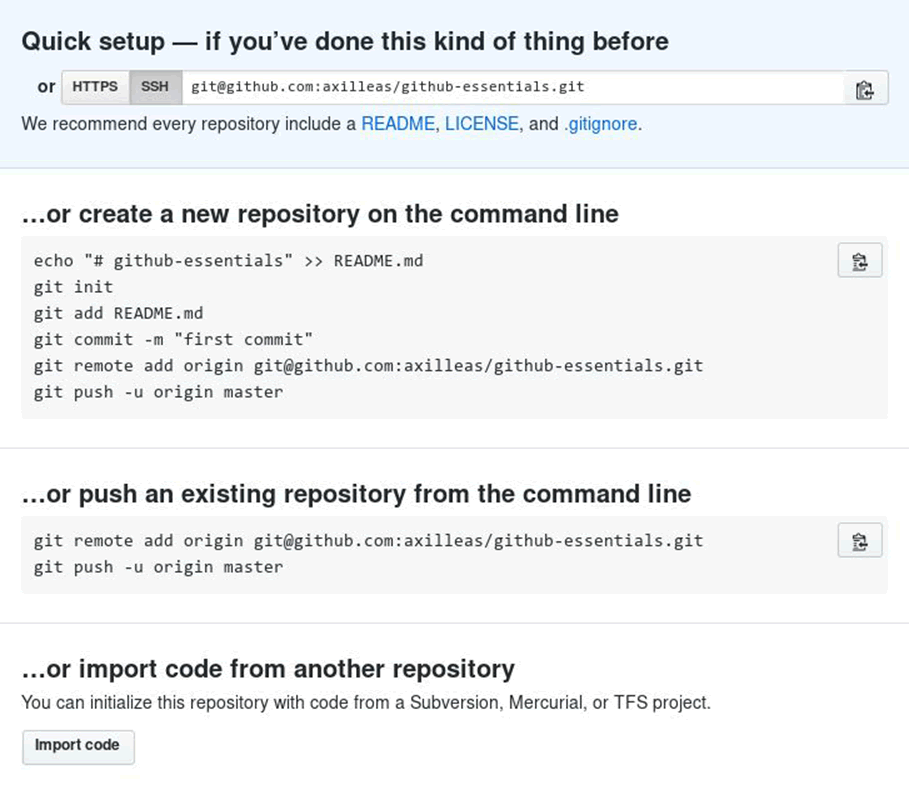 Quick setup — if you’ve done this kind of thing before
or HTTPS SSH git@github.com:axilleas/github-essentials.git
We recommend every repository include a README, LICENSE, and .gitignore.
…or create a new repository on the command line
echo "# github-essentials" >> README.md
git init
git add README.md
git commit -m "first commit"
git remote add origin git@github.com:axilleas/github-essentials.git
git push -u origin master
…or push an existing repository from the command line
git remote add origin git@github.com:axilleas/github-essentials.git
git push -u origin master
…or import code from another repository
You can initialize this repository with code from a Subversion, Mercurial, or TFS project.
Import code